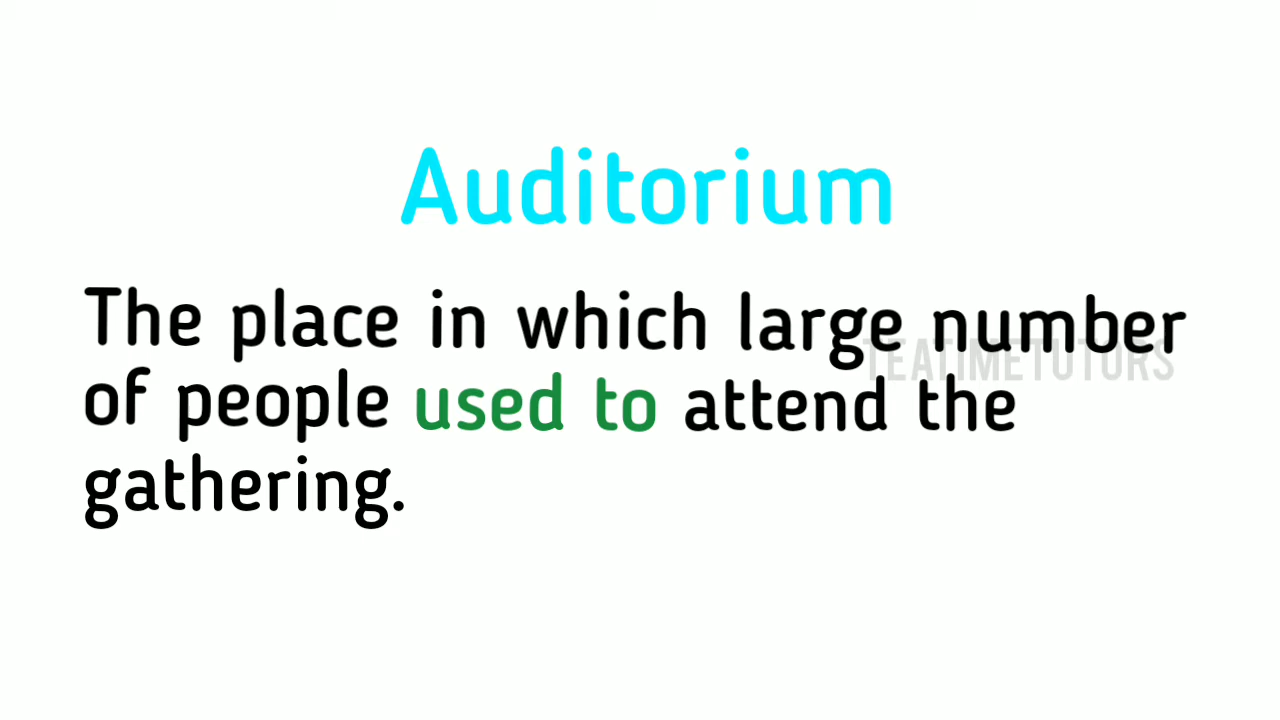 Auditorium
The place in which large number
TEATIMETUTORS
of people used to attend the
gathering.